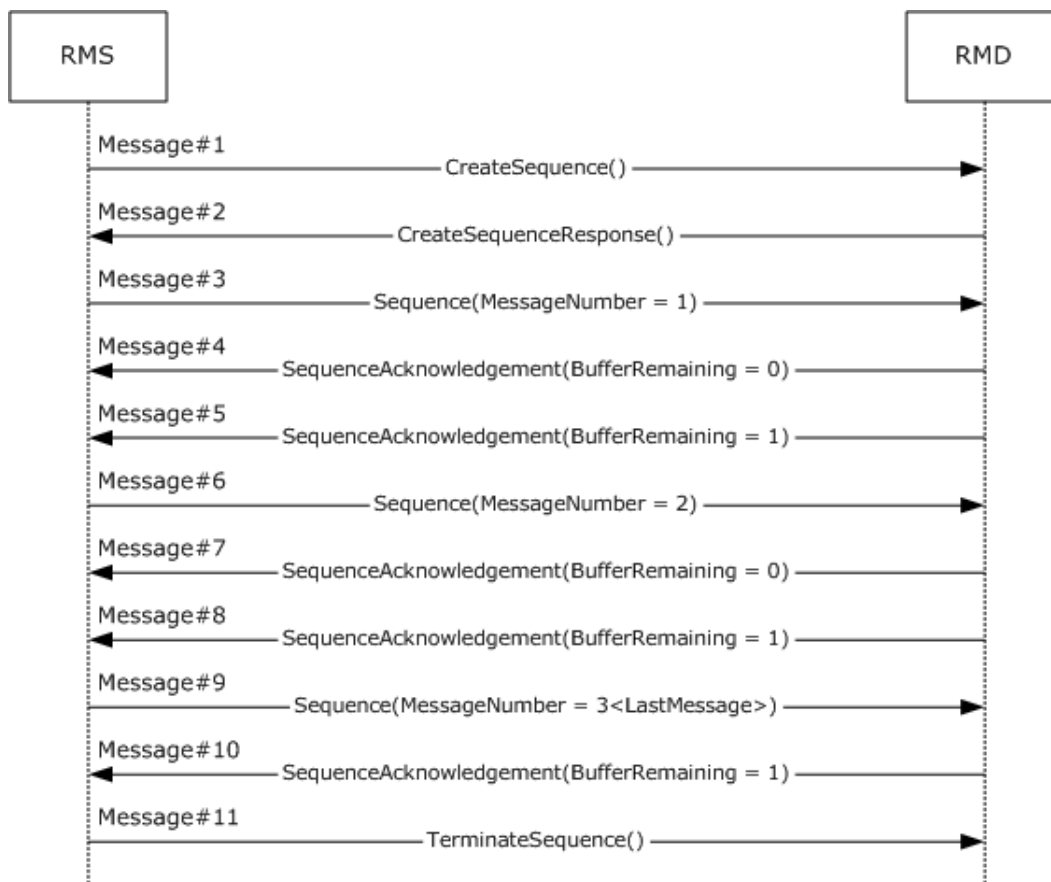 RMS
RMD
Message#1
CreateSequence()
Message#2
CreateSequenceResponse()
Message#3
Sequence(MessageNumber = 1)
Message#4
SequenceAcknowledgement(BufferRemaining = 0)
Message#5
SequenceAcknowledgement(BufferRemaining = 1)
Message#6
Sequence(MessageNumber = 2)
Message#7
SequenceAcknowledgement(BufferRemaining = 0)
Message#8
SequenceAcknowledgement(BufferRemaining = 1)
Message#9
Sequence(MessageNumber = 3<LastMessage>)
Message#10
SequenceAcknowledgement(BufferRemaining = 1)
Message#11
TerminateSequence()